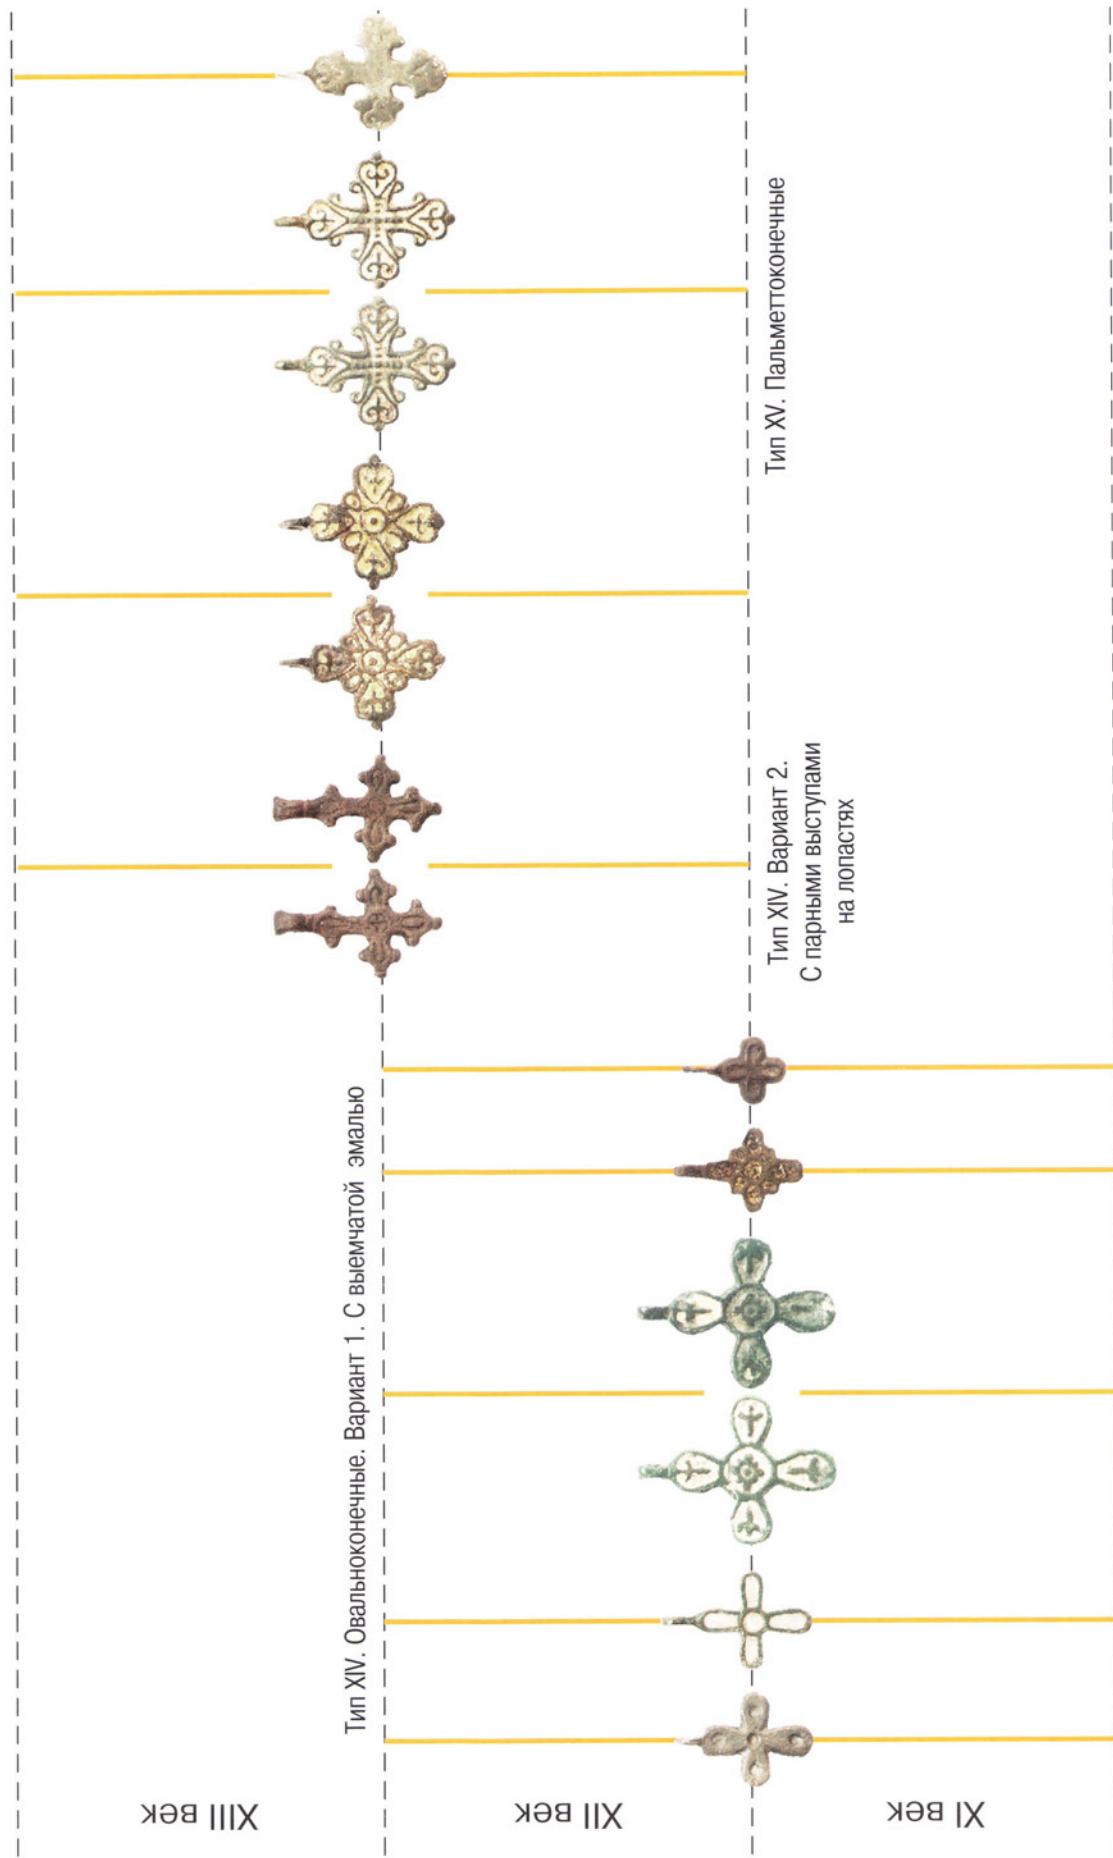 XIII век
XII век
XI век
Тип XIV. Овальноконечные. Вариант 1. С выемчатой эмалью
Тип XIV. Вариант 2.
С парными выступами
на лопастях
Тип XV. Пальметтоконечные